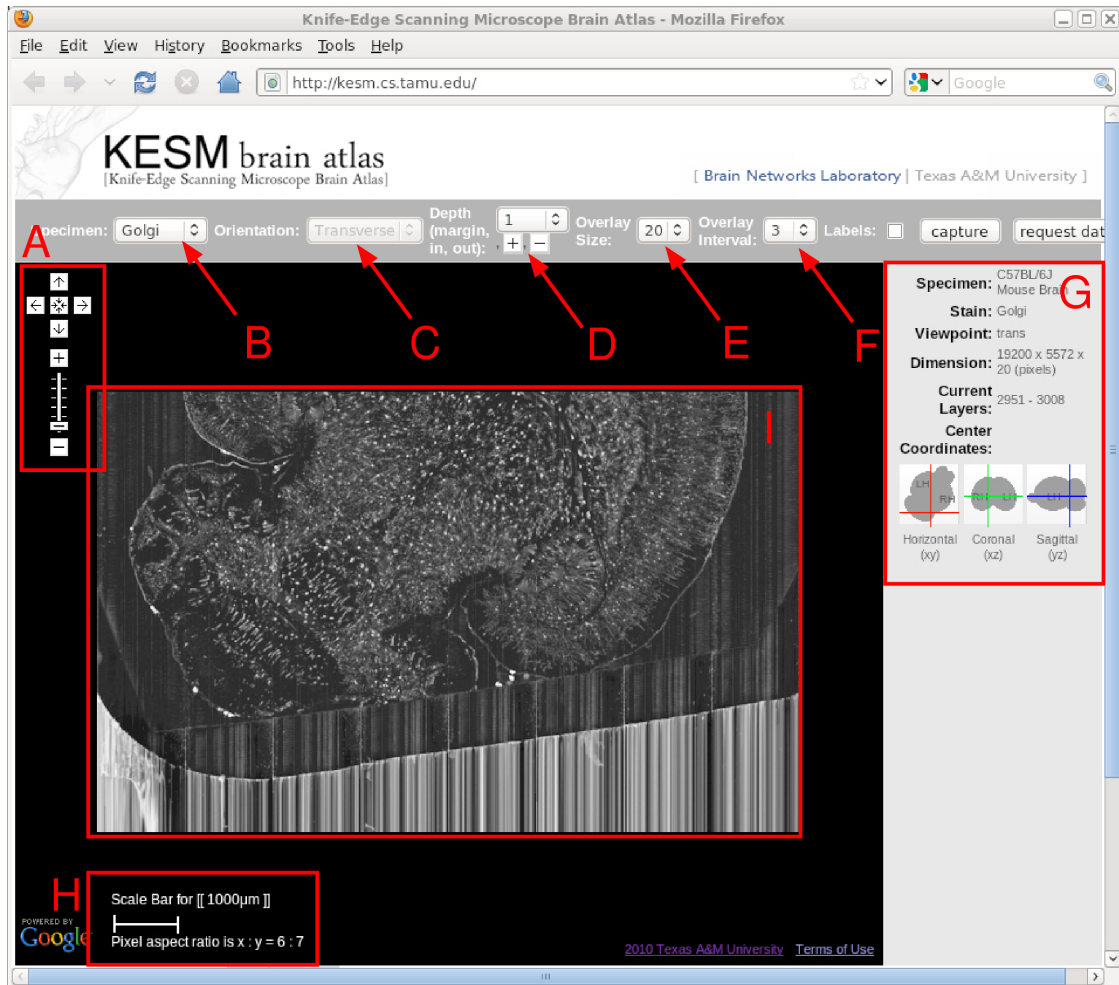 Knife-Edge Scanning Microscope Brain Atlas - Mozilla Firefox
File Edit View History Bookmarks Tools Help
http://kesm.cs.tamu.edu/
Google
KESM brain atlas
[Knife-Edge Scanning Microscope Brain Atlas]
[ Brain Networks Laboratory | Texas A&M University ]
Specimen: Golgi Orientation: Transverse Depth (margin, in, out): 1 , + , − Overlay Size: 20 Overlay Interval: 3 Labels: capture request dat
A
B
C
D
E
F
G
Specimen: C57BL/6J Mouse Brain
Stain: Golgi
Viewpoint: trans
Dimension: 19200 x 5572 x 20 (pixels)
Current Layers: 2951 - 3008
Center Coordinates:
LH RH
RH LH
LH
Horizontal (xy)
Coronal (xz)
Sagittal (yz)
I
H
Scale Bar for [[ 1000µm ]]
Pixel aspect ratio is x : y = 6 : 7
POWERED BY
Google
2010 Texas A&M University Terms of Use